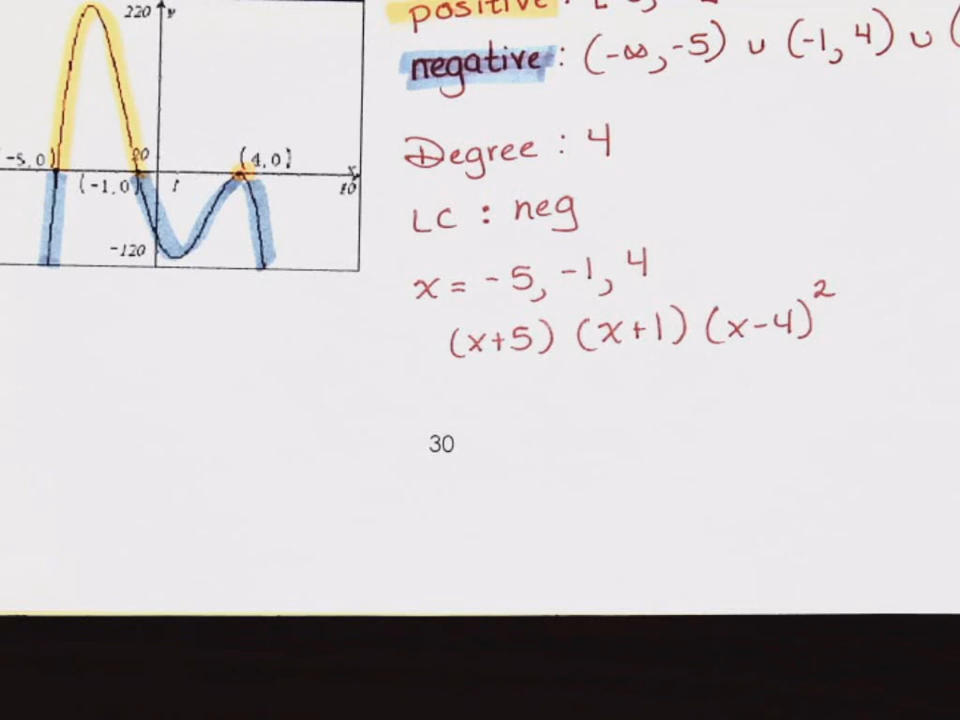 220 y
positive :
negative : (-∞, -5) ∪ (-1, 4) ∪ (
Degree : 4
-5,0) 20 (4,0) x
(-1,0) 1 10
LC : neg
-120
x = -5, -1, 4
(x+5) (x+1) (x-4)²
30